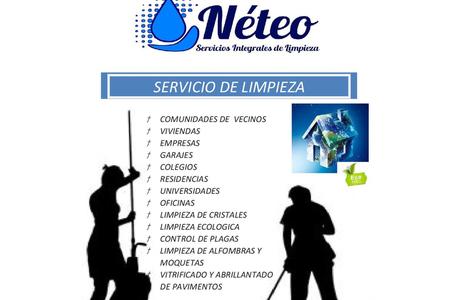 Néteo
Servicios Integrales de Limpieza
SERVICIO DE LIMPIEZA
COMUNIDADES DE VECINOS
VIVIENDAS
EMPRESAS
GARAJES
COLEGIOS
RESIDENCIAS
UNIVERSIDADES
OFICINAS
LIMPIEZA DE CRISTALES
LIMPIEZA ECOLOGICA
CONTROL DE PLAGAS
LIMPIEZA DE ALFOMBRAS Y
MOQUETAS
VITRIFICADO Y ABRILLANTADO
DE PAVIMENTOS
Eco